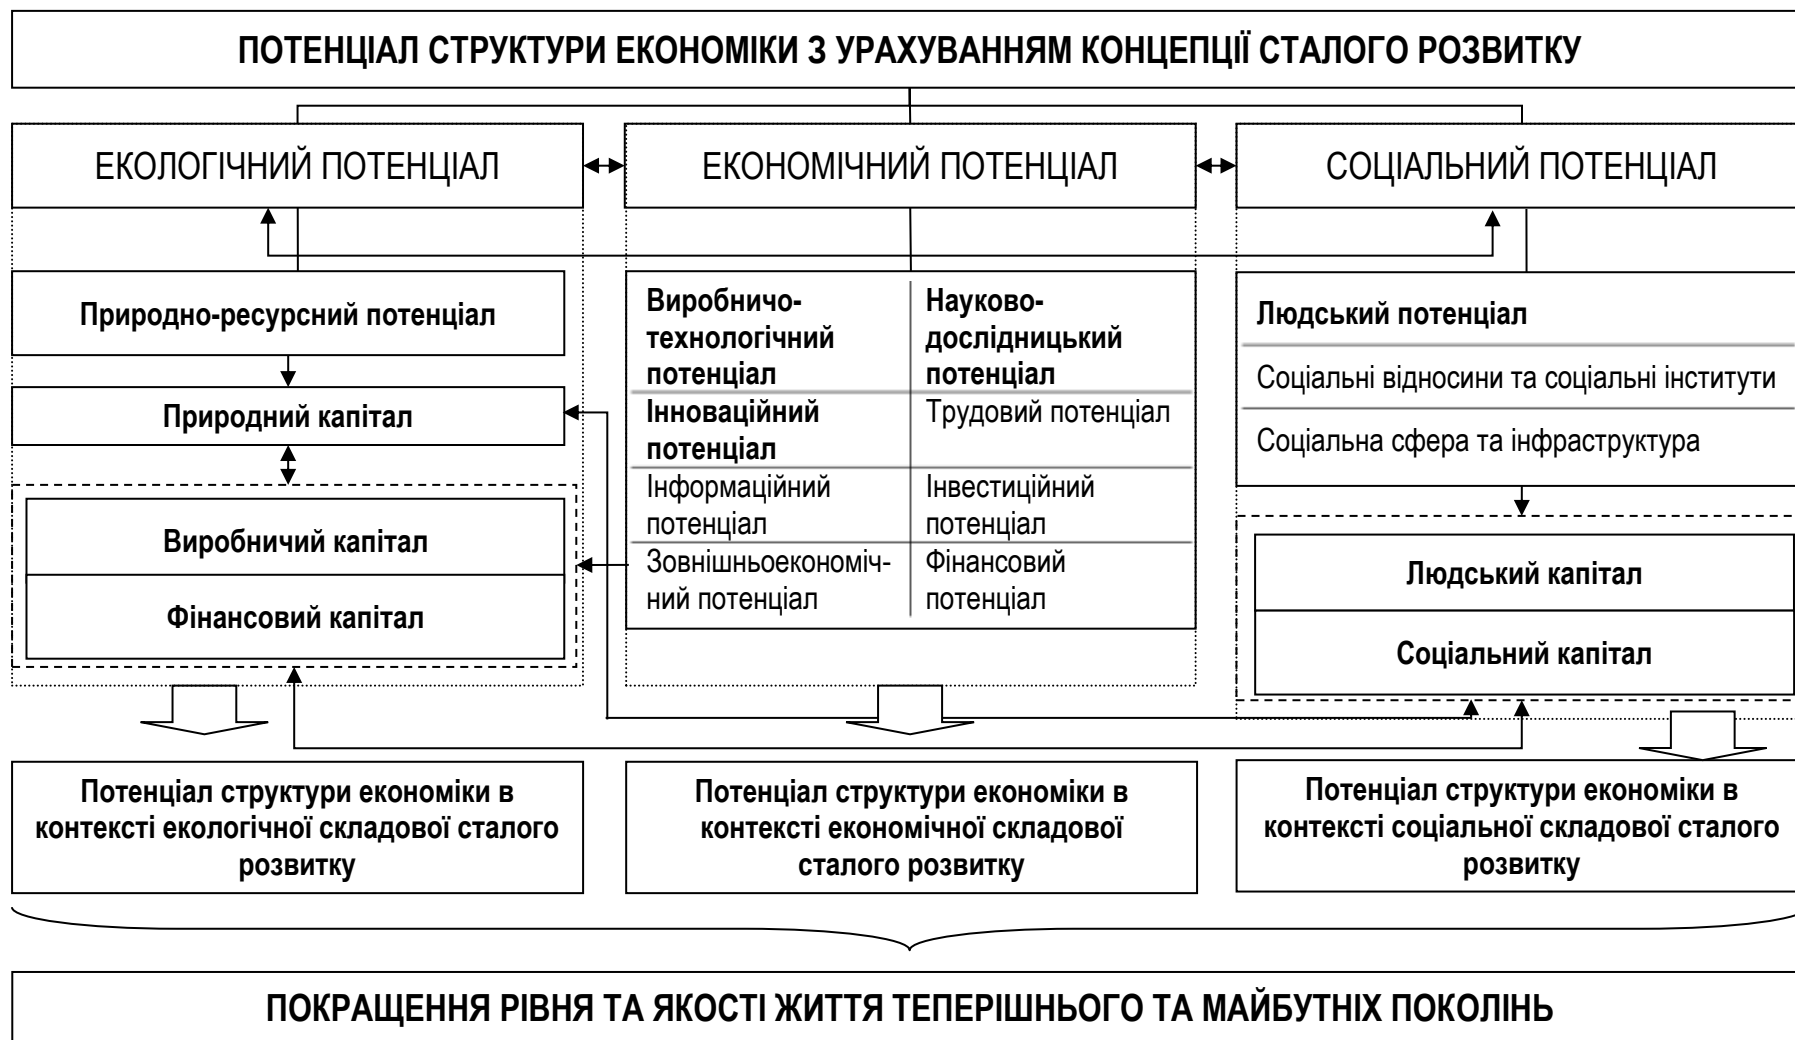 ПОТЕНЦІАЛ СТРУКТУРИ ЕКОНОМІКИ З УРАХУВАННЯМ КОНЦЕПЦІЇ СТАЛОГО РОЗВИТКУ
ЕКОЛОГІЧНИЙ ПОТЕНЦІАЛ
ЕКОНОМІЧНИЙ ПОТЕНЦІАЛ
СОЦІАЛЬНИЙ ПОТЕНЦІАЛ
Природно-ресурсний потенціал
Природний капітал
Виробничий капітал
Фінансовий капітал
Виробничо-
технологічний
потенціал
Науково-
дослідницький
потенціал
Інноваційний
потенціал
Трудовий потенціал
Інформаційний
потенціал
Інвестиційний
потенціал
Зовнішньоекономіч-
ний потенціал
Фінансовий
потенціал
Людський потенціал
Соціальні відносини та соціальні інститути
Соціальна сфера та інфраструктура
Людський капітал
Соціальний капітал
Потенціал структури економіки в
контексті екологічної складової сталого
розвитку
Потенціал структури економіки в
контексті економічної складової
сталого розвитку
Потенціал структури економіки в
контексті соціальної складової сталого
розвитку
ПОКРАЩЕННЯ РІВНЯ ТА ЯКОСТІ ЖИТТЯ ТЕПЕРІШНЬОГО ТА МАЙБУТНІХ ПОКОЛІНЬ